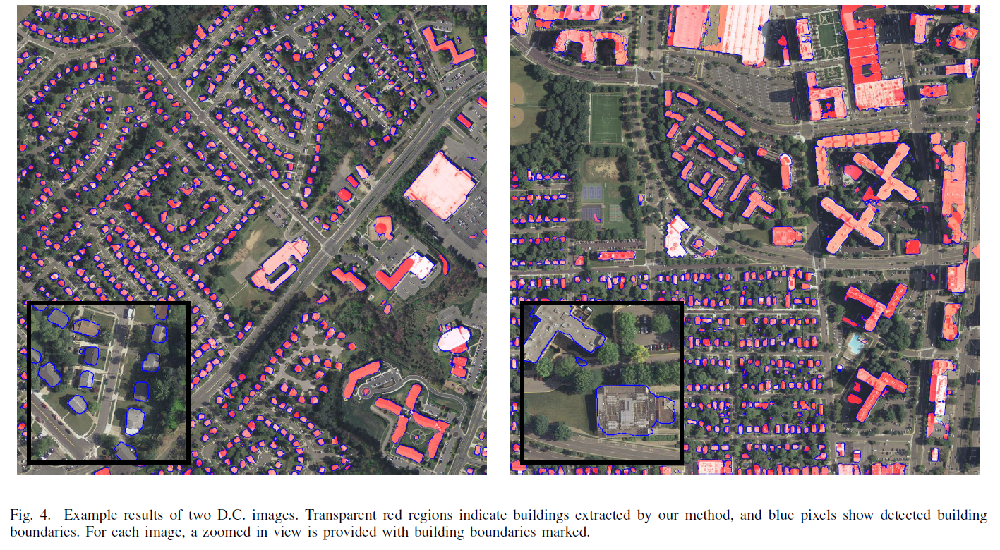 Fig. 4. Example results of two D.C. images. Transparent red regions indicate buildings extracted by our method, and blue pixels show detected building
boundaries. For each image, a zoomed in view is provided with building boundaries marked.